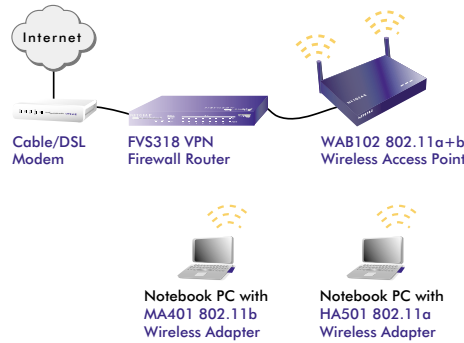 Internet
Cable/DSL
Modem
FVS318 VPN
Firewall Router
WAB102 802.11a+b
Wireless Access Point
Notebook PC with
MA401 802.11b
Wireless Adapter
Notebook PC with
HA501 802.11a
Wireless Adapter